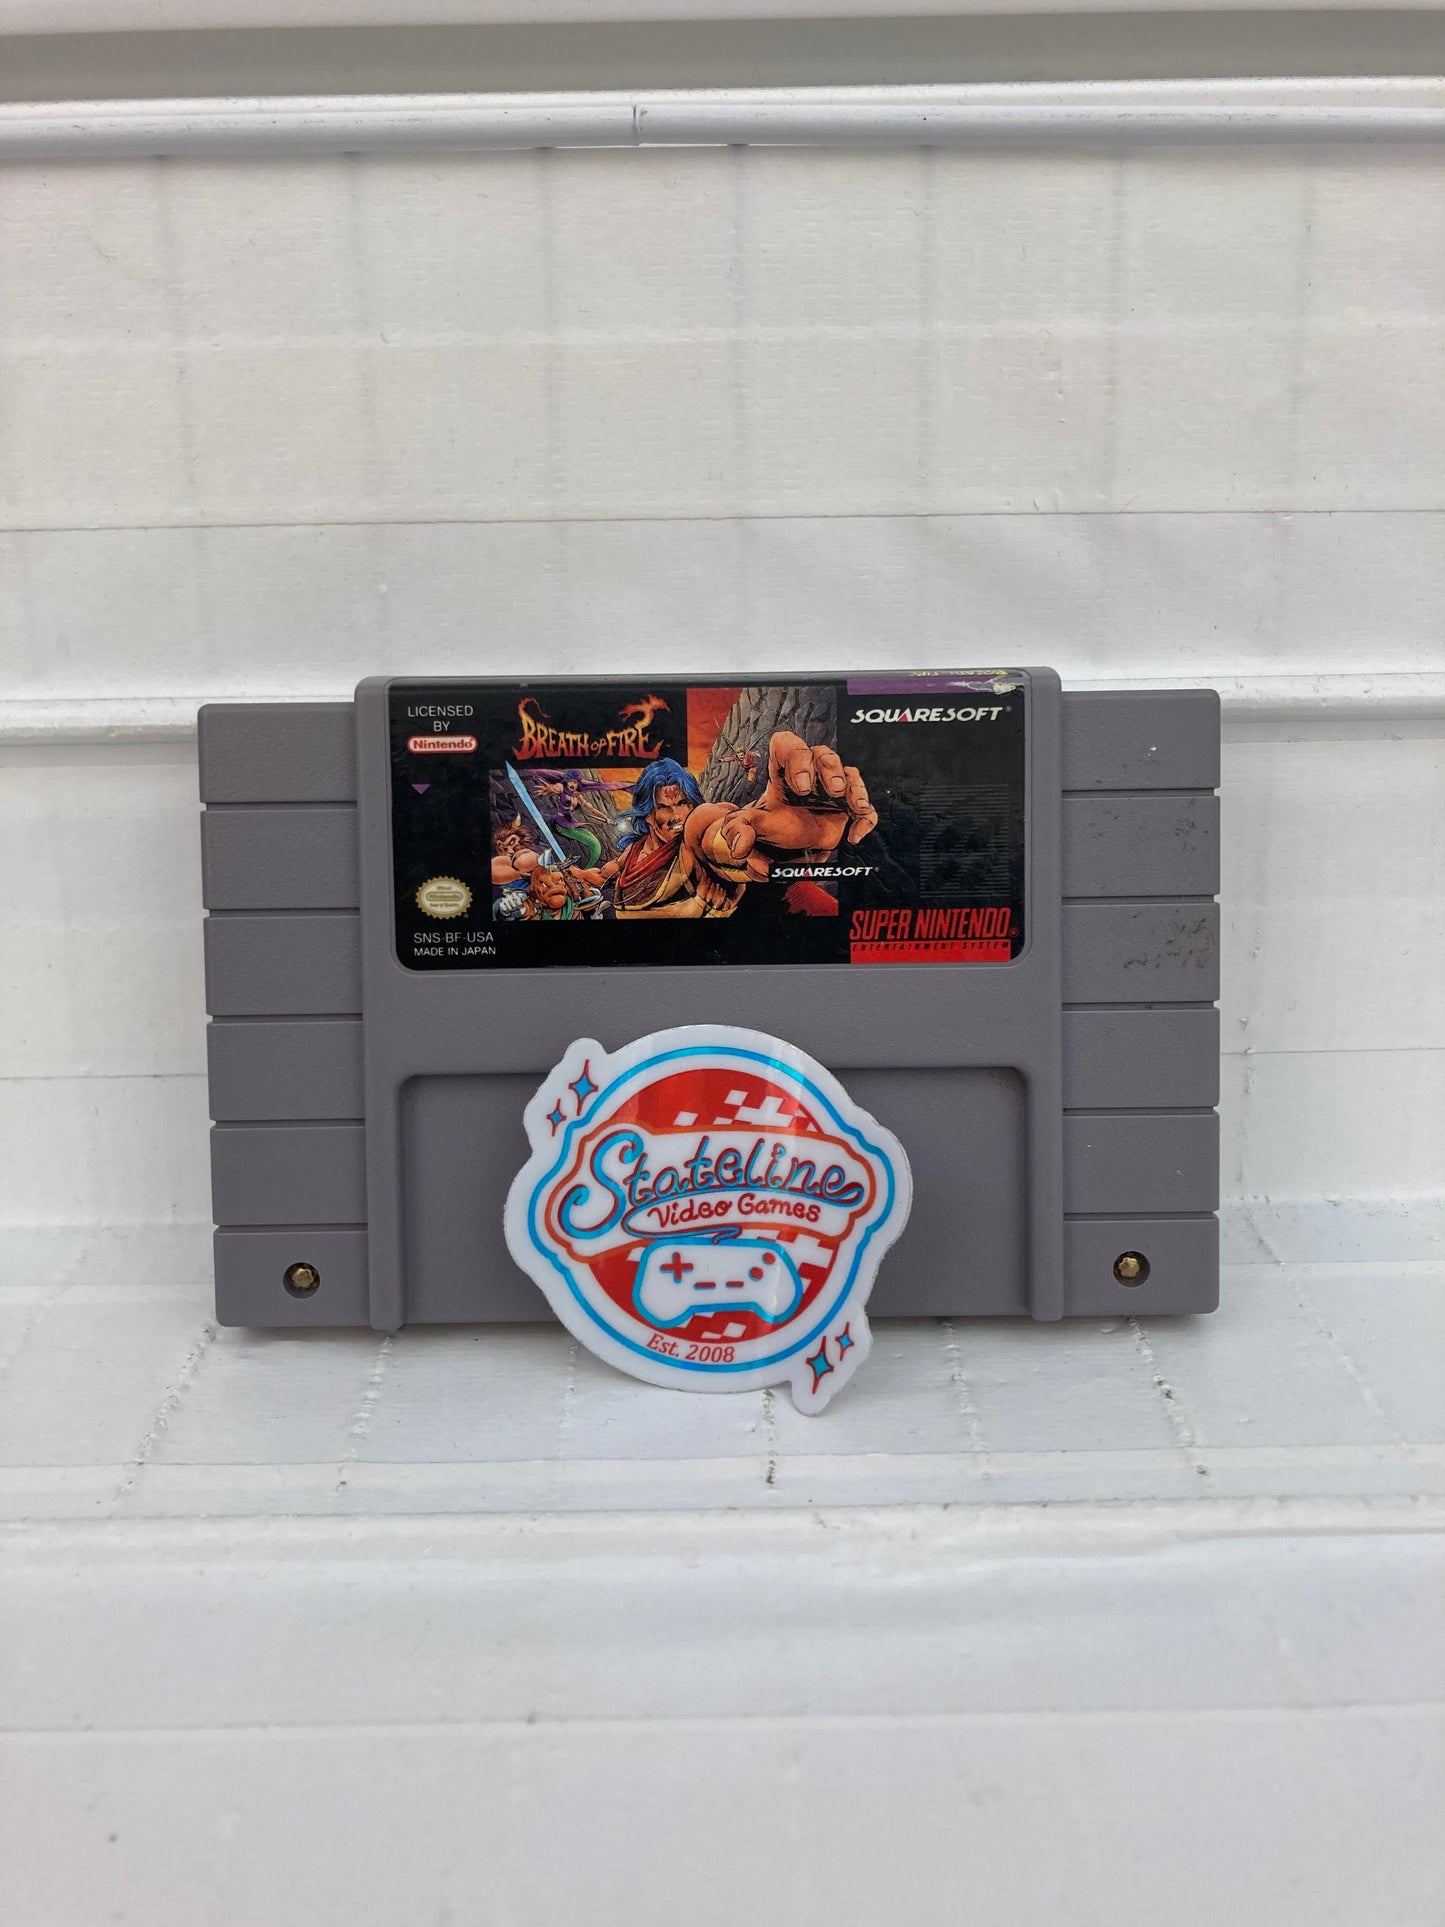 LICENSED
BY
Nintendo
BREATH OF FIRE
SQUARESOFT
SQUARESOFT
SNS-BF-USA
MADE IN JAPAN
SUPER NINTENDO
ENTERTAINMENT SYSTEM
Stateline
Video Games
Est. 2008